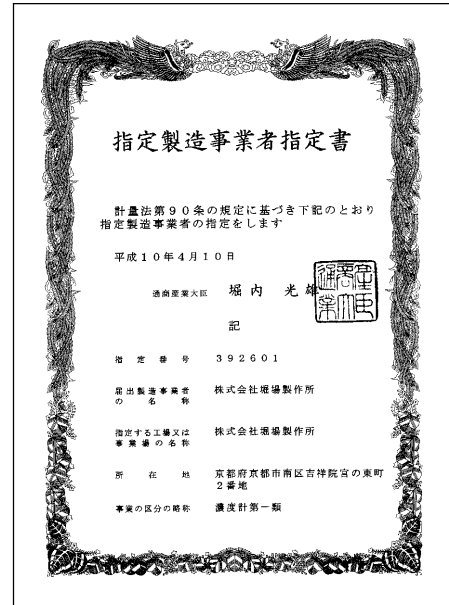 指定製造事業者指定書
計量法第90条の規定に基づき下記のとおり
指定製造事業者の指定をします
平成10年4月10日
通商産業大臣 堀内 光雄
通商産業大臣
記
指定番号 392601
届出製造事業者 株式会社堀場製作所
の名称
指定する工場又は 株式会社堀場製作所
事業場の名称
所在地 京都府京都市南区吉祥院宮の東町
2番地
事業の区分の略称 濃度計第一類